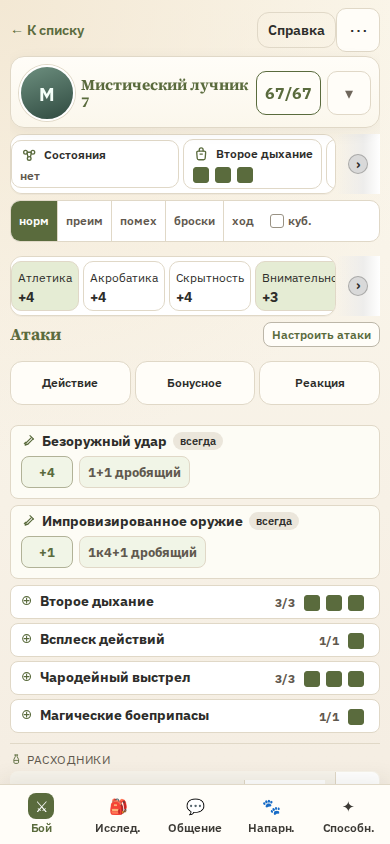 ← К списку
Справка
...
М
Мистический лучник
7
67/67
▼
Состояния
нет
Второе дыхание
›
норм преим помех броски ход куб.
Атлетика Акробатика Скрытность Внимательно
+4 +4 +4 +3
›
Атаки
Настроить атаки
Действие Бонусное Реакция
Безоружный удар всегда
+4 1+1 дробящий
Импровизированное оружие всегда
+1 1к4+1 дробящий
Второе дыхание 3/3
Всплеск действий 1/1
Чародейный выстрел 3/3
Магические боеприпасы 1/1
РАСХОДНИКИ
Бой Исслед. Общение Напарн. Способн.